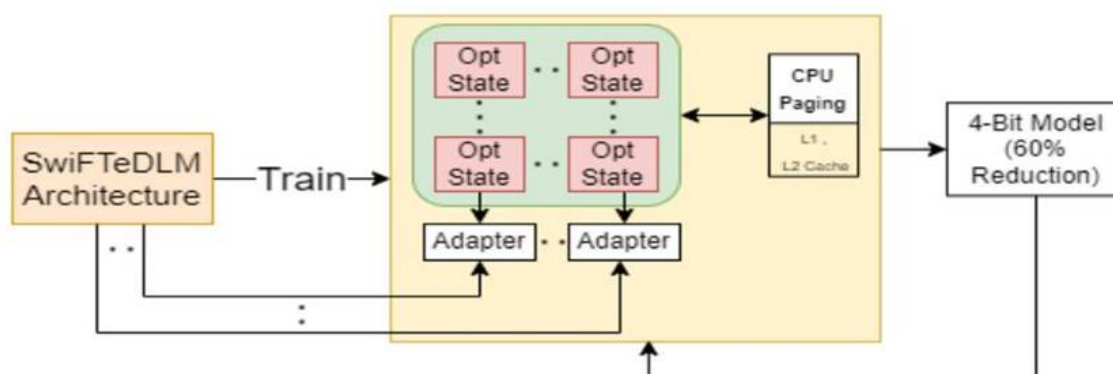 Opt
State
Opt
State
Opt
State
Opt
State
CPU
Paging
L1 ,
L2 Cache
SwiFTeDLM
Architecture
Train
Adapter
Adapter
4-Bit Model
(60%
Reduction)